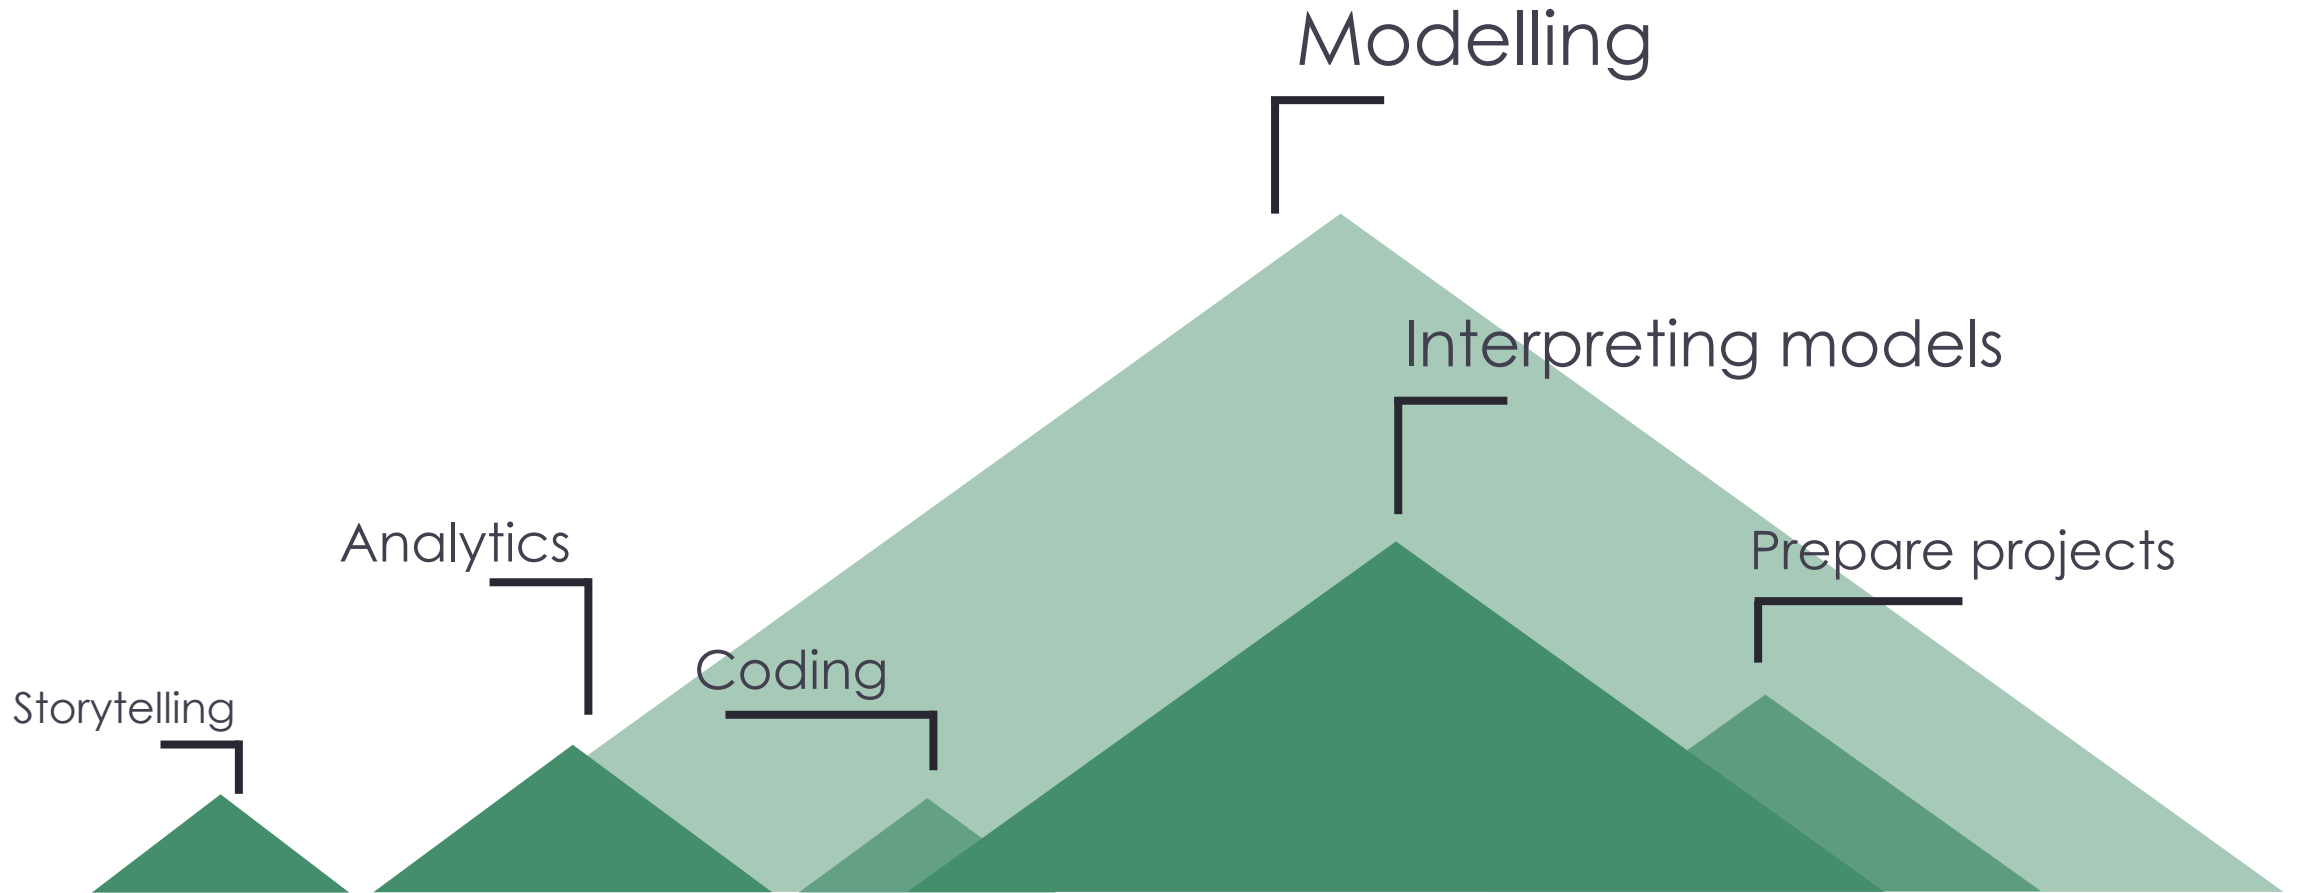 Modelling
Interpreting models
Analytics
Prepare projects
Coding
Storytelling